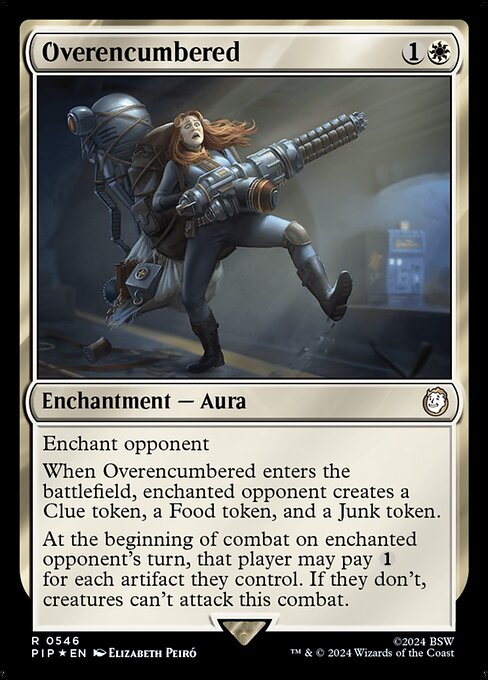 Overencumbered 1
Enchantment — Aura
Enchant opponent
When Overencumbered enters the
battlefield, enchanted opponent creates a
Clue token, a Food token, and a Junk token.
At the beginning of combat on enchanted
opponent's turn, that player may pay 1
for each artifact they control. If they don't,
creatures can't attack this combat.
R 0546 ©2024 BSW
PIP★EN Elizabeth Peiró ™ & © 2024 Wizards of the Coast